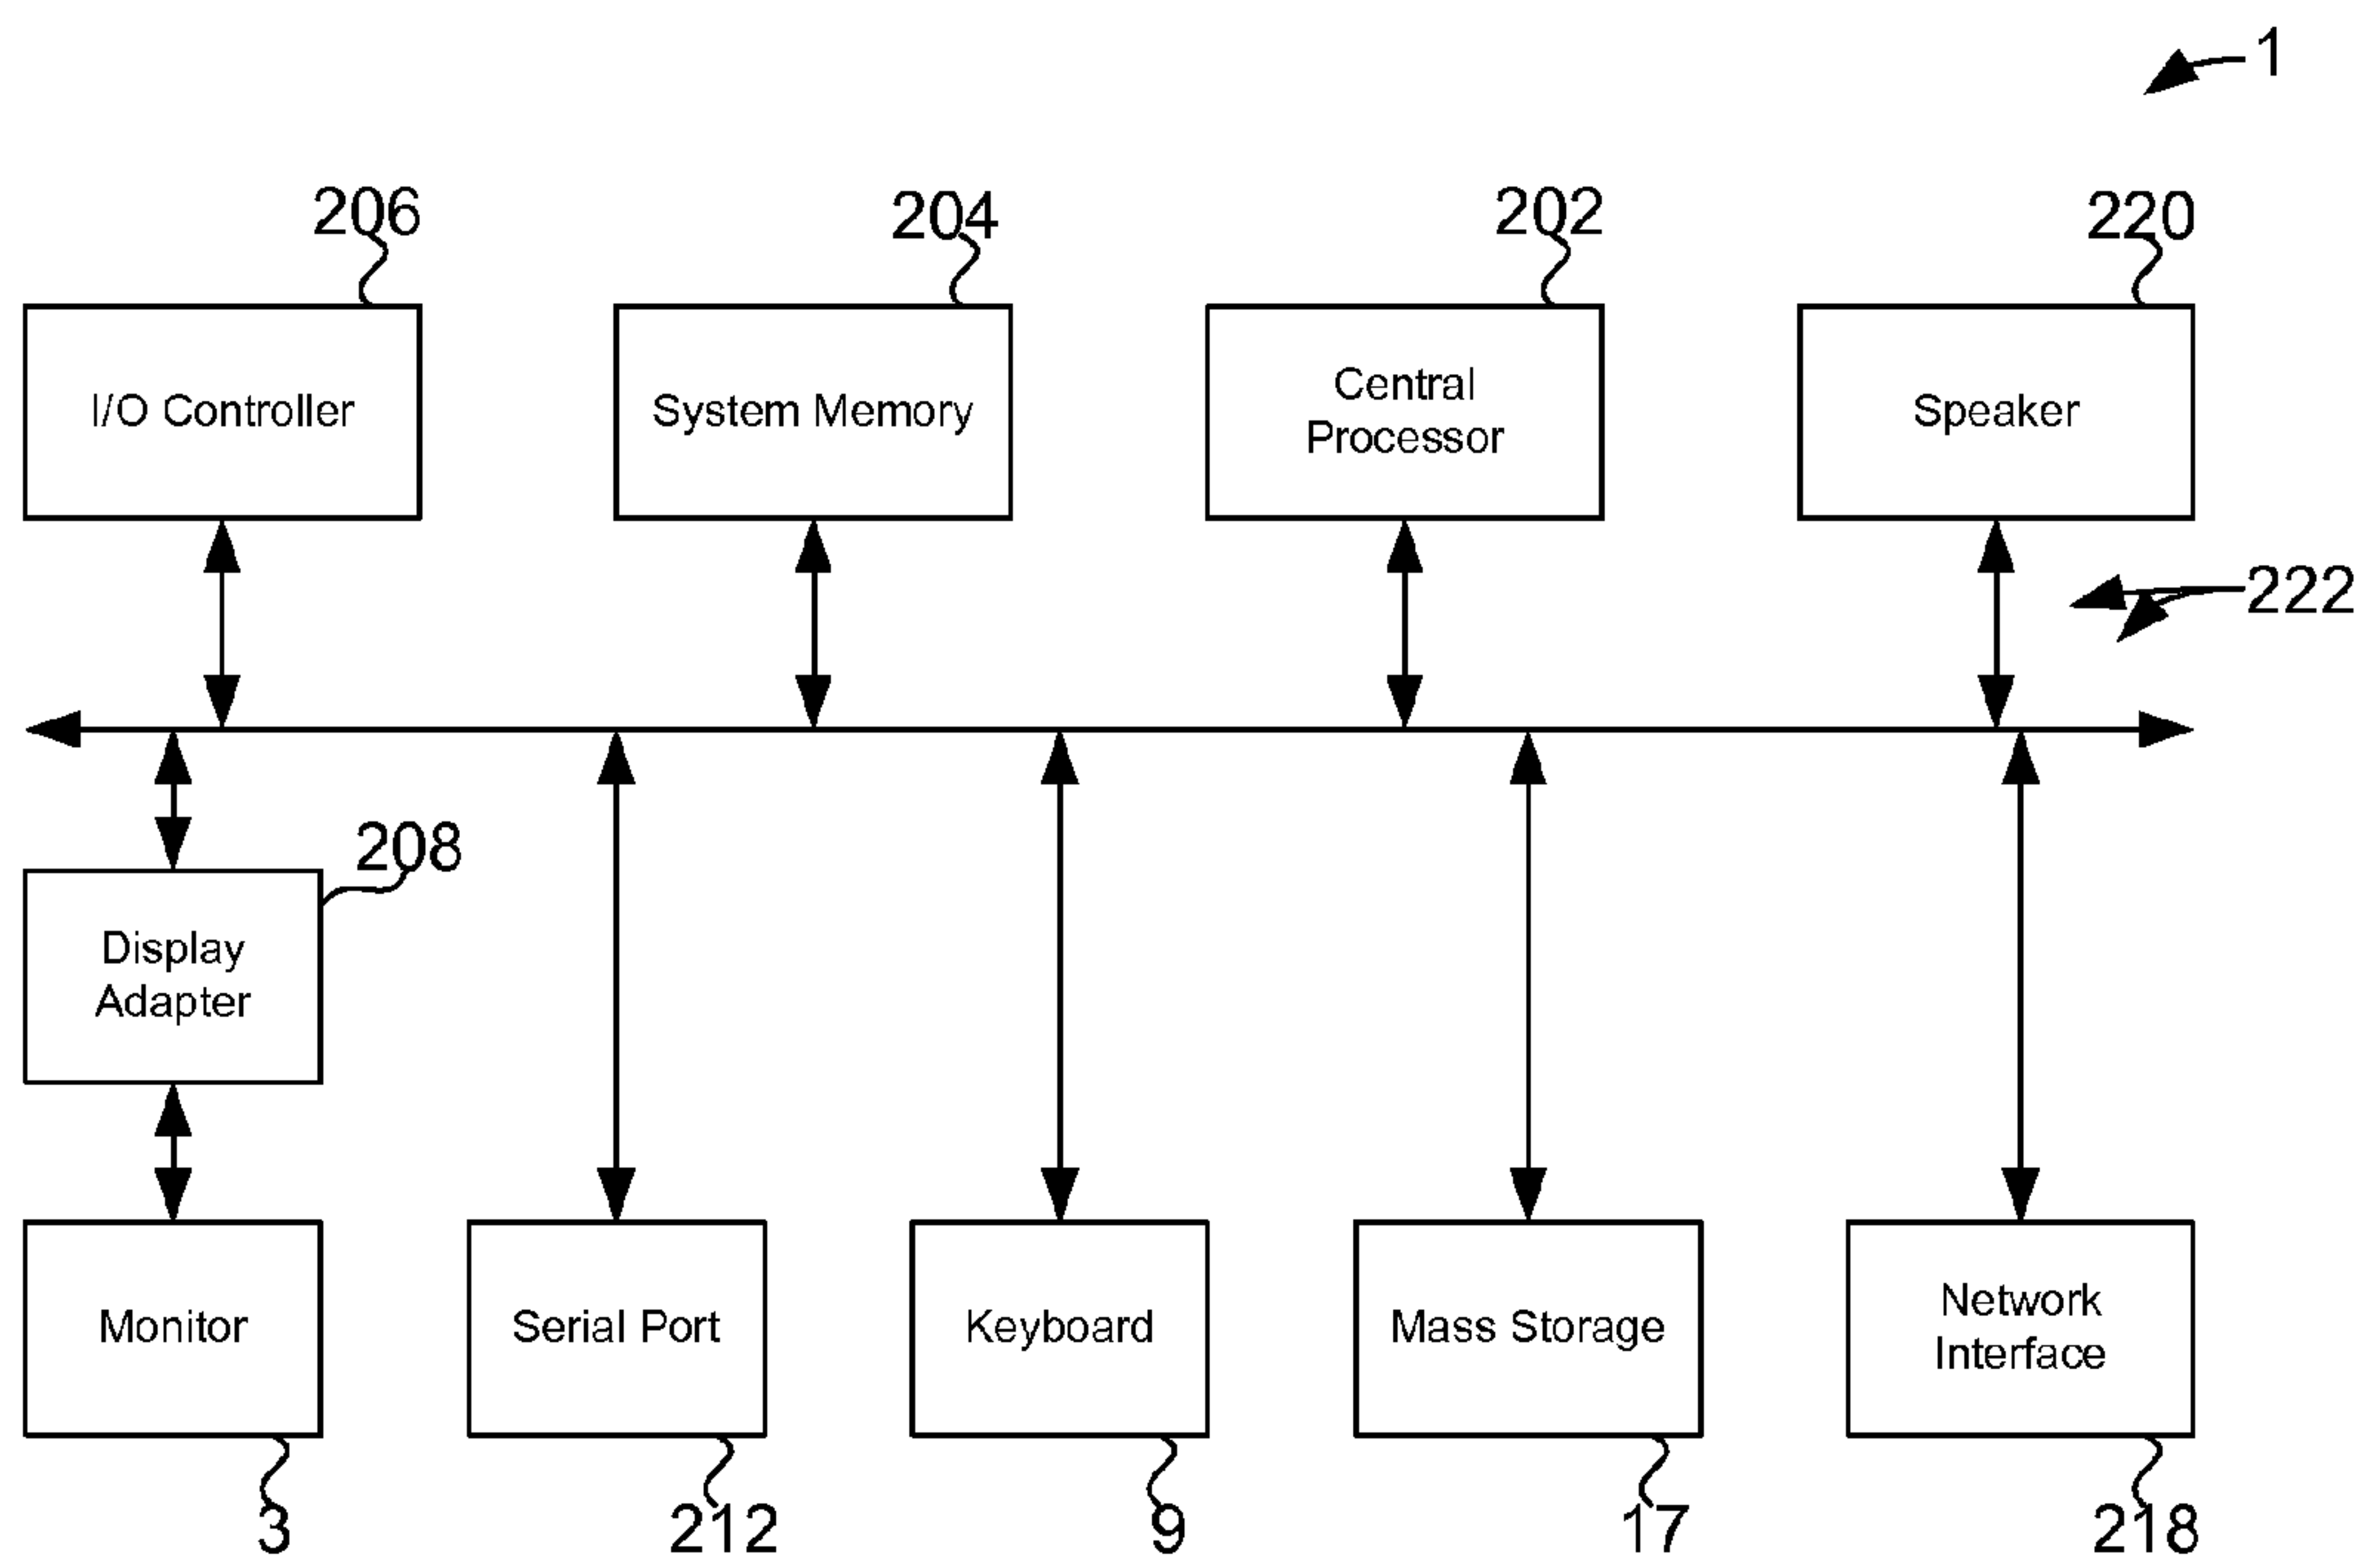 1
206
204
202
220
I/O Controller
System Memory
Central
Processor
Speaker
222
208
Display
Adapter
Monitor
Serial Port
Keyboard
Mass Storage
Network
Interface
3
212
9
17
218